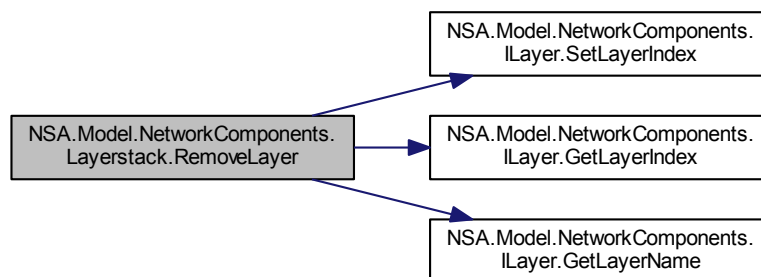 NSA.Model.NetworkComponents.
ILayer.SetLayerIndex
NSA.Model.NetworkComponents.
Layerstack.RemoveLayer
NSA.Model.NetworkComponents.
ILayer.GetLayerIndex
NSA.Model.NetworkComponents.
ILayer.GetLayerName